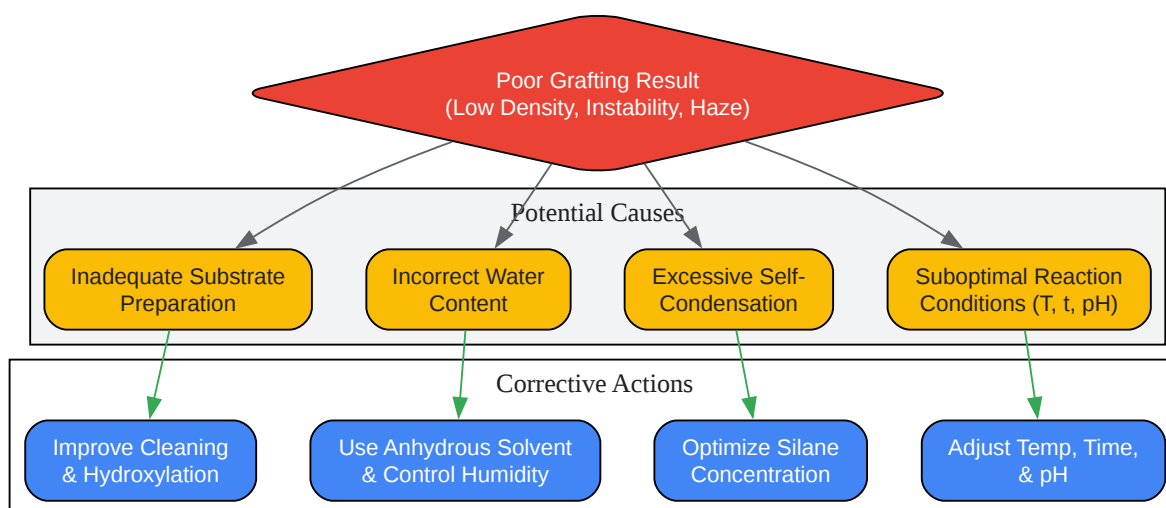 Poor Grafting Result
(Low Density, Instability, Haze)
Potential Causes
Inadequate Substrate
Preparation
Incorrect Water
Content
Excessive Self-
Condensation
Suboptimal Reaction
Conditions (T, t, pH)
Corrective Actions
Improve Cleaning
& Hydroxylation
Use Anhydrous Solvent
& Control Humidity
Optimize Silane
Concentration
Adjust Temp, Time,
& pH